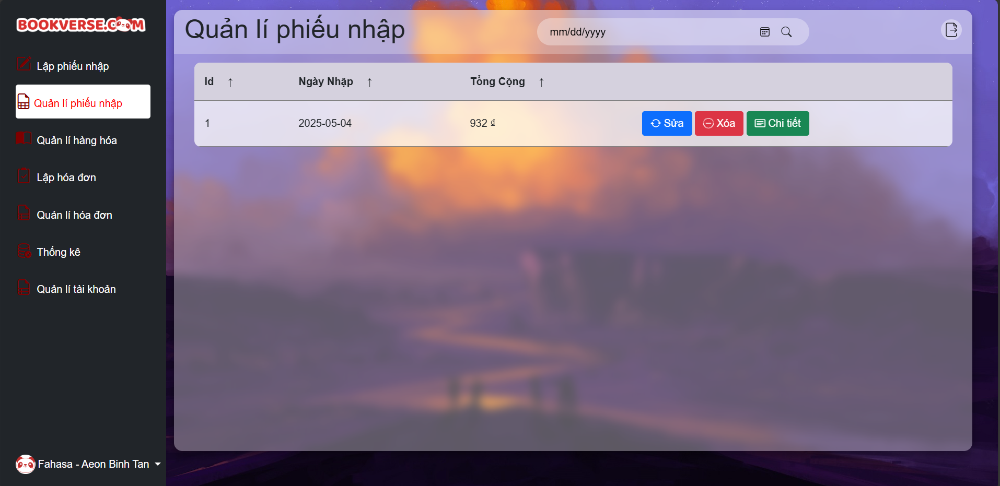 BOOKVERSE.COM
Lập phiếu nhập
Quản lí phiếu nhập
Quản lí hàng hóa
Lập hóa đơn
Quản lí hóa đơn
Thống kê
Quản lí tài khoản
Fahasa - Aeon Binh Tan
Quản lí phiếu nhập
mm/dd/yyyy
Id ↑ Ngày Nhập ↑ Tổng Cộng ↑
1 2025-05-04 932 ₫ Sửa Xóa Chi tiết